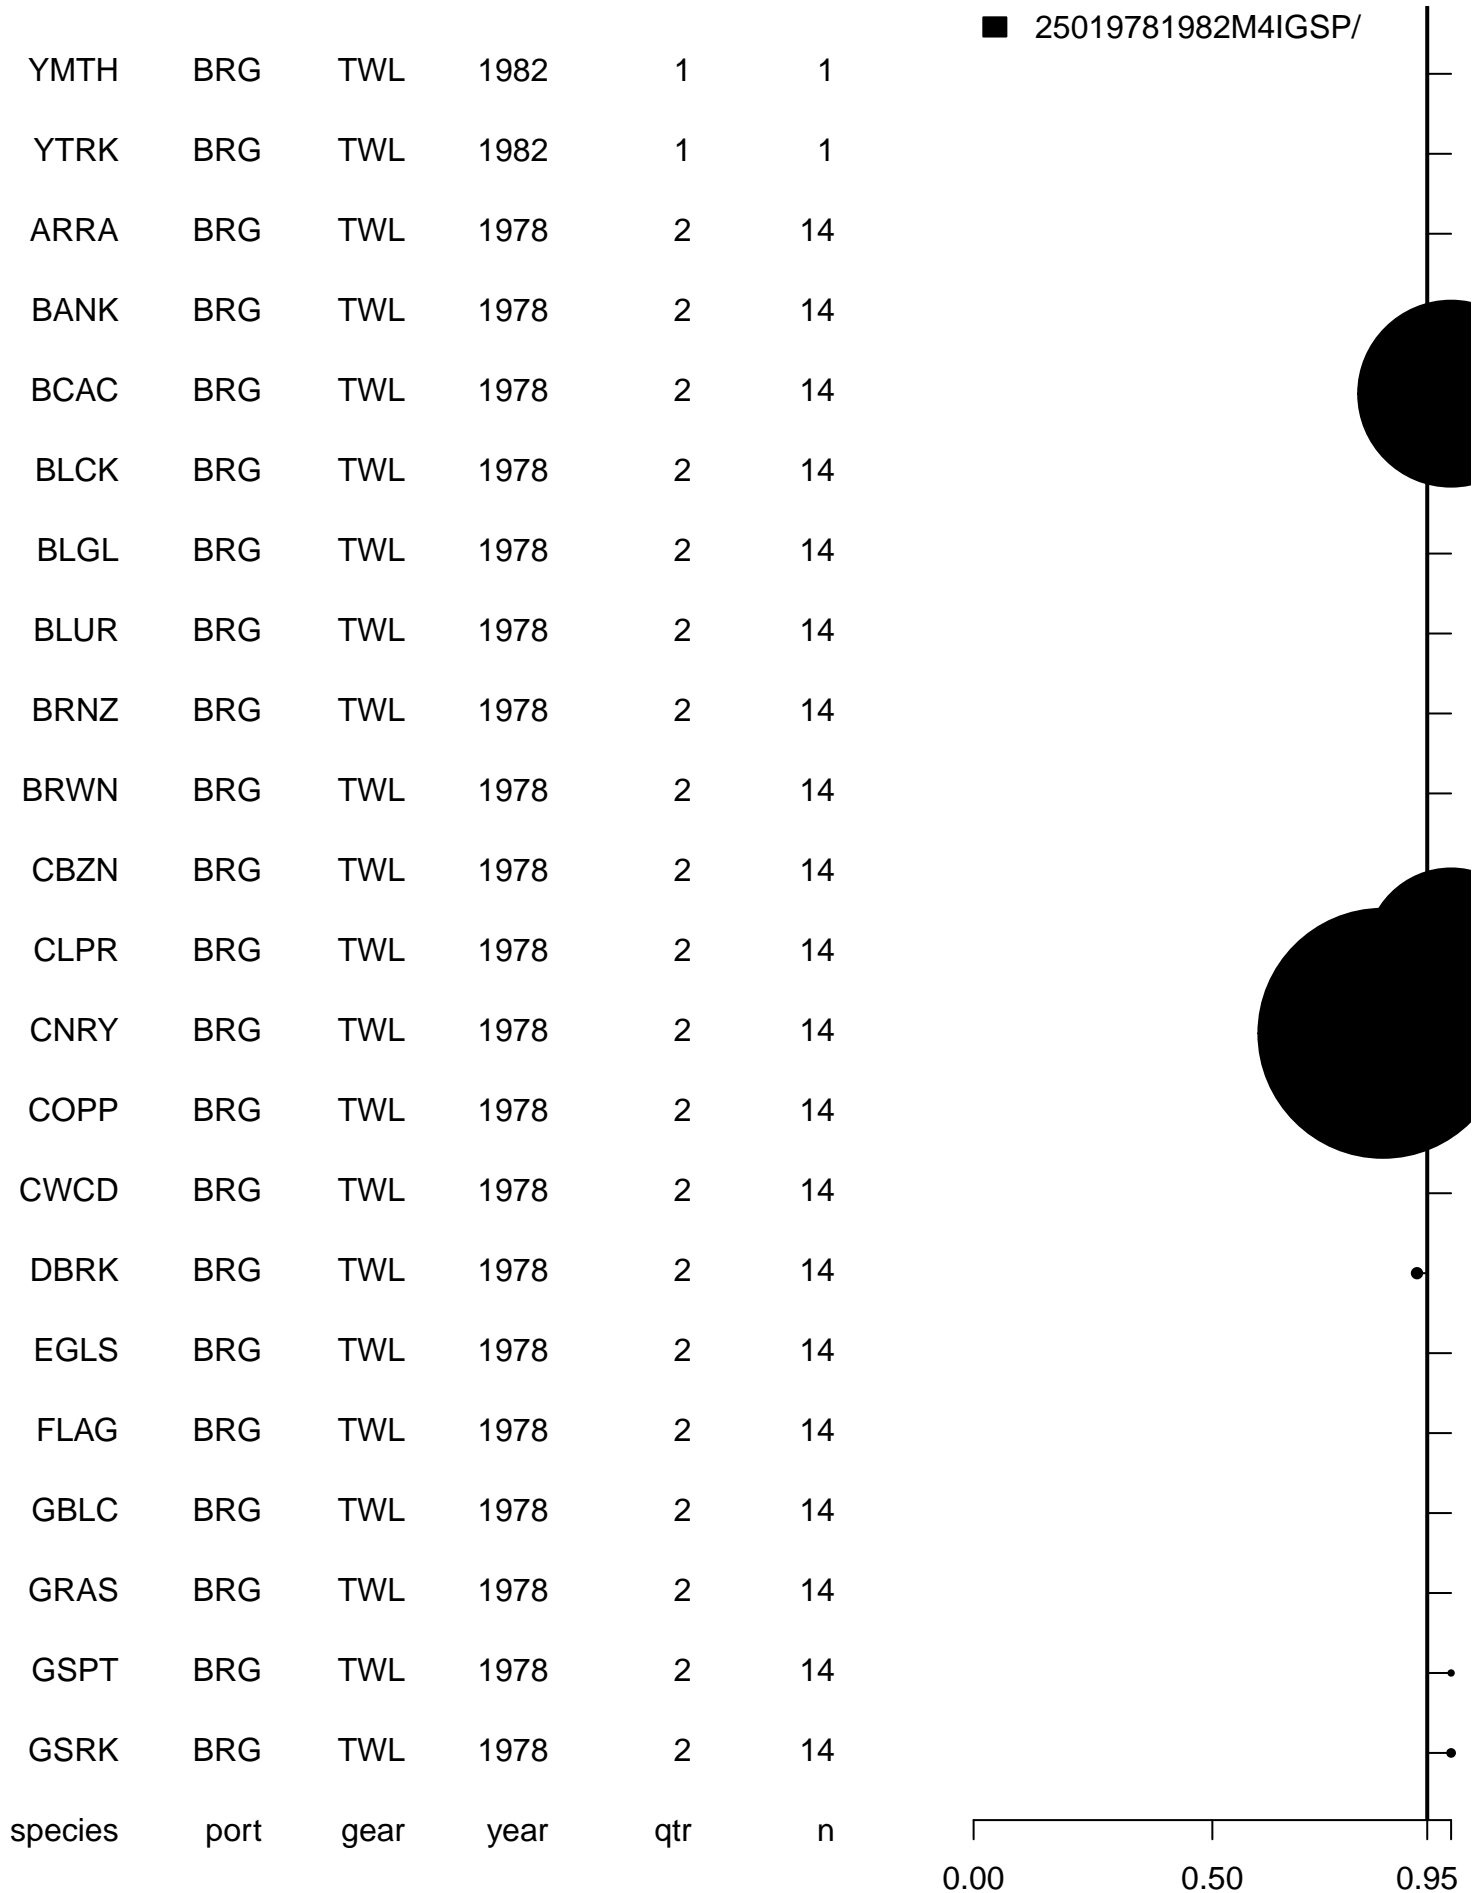 25019781982M4IGSP/
YMTH BRG TWL 1982 1 1
YTRK BRG TWL 1982 1 1
ARRA BRG TWL 1978 2 14
BANK BRG TWL 1978 2 14
BCAC BRG TWL 1978 2 14
BLCK BRG TWL 1978 2 14
BLGL BRG TWL 1978 2 14
BLUR BRG TWL 1978 2 14
BRNZ BRG TWL 1978 2 14
BRWN BRG TWL 1978 2 14
CBZN BRG TWL 1978 2 14
CLPR BRG TWL 1978 2 14
CNRY BRG TWL 1978 2 14
COPP BRG TWL 1978 2 14
CWCD BRG TWL 1978 2 14
DBRK BRG TWL 1978 2 14
EGLS BRG TWL 1978 2 14
FLAG BRG TWL 1978 2 14
GBLC BRG TWL 1978 2 14
GRAS BRG TWL 1978 2 14
GSPT BRG TWL 1978 2 14
GSRK BRG TWL 1978 2 14
species port gear year qtr n
0.00 0.50 0.95